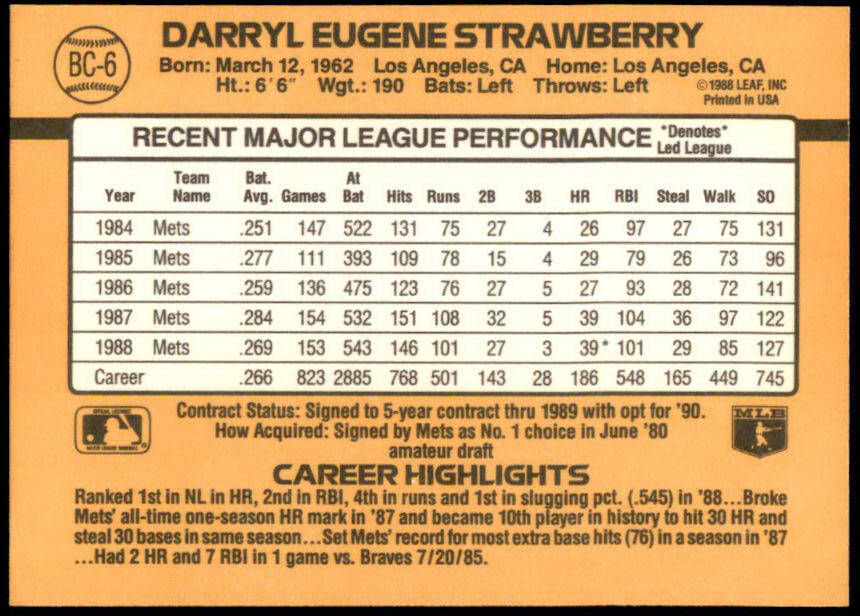 BC-6
DARRYL EUGENE STRAWBERRY
Born: March 12, 1962 Los Angeles, CA Home: Los Angeles, CA
Ht.: 6'6" Wgt.: 190 Bats: Left Throws: Left
©1988 LEAF, INC
Printed in USA
RECENT MAJOR LEAGUE PERFORMANCE *Denotes*
Led League
Year Team Name Bat. Avg. Games At Bat Hits Runs 2B 3B HR RBI Steal Walk SO
1984 Mets .251 147 522 131 75 27 4 26 97 27 75 131
1985 Mets .277 111 393 109 78 15 4 29 79 26 73 96
1986 Mets .259 136 475 123 76 27 5 27 93 28 72 141
1987 Mets .284 154 532 151 108 32 5 39 104 36 97 122
1988 Mets .269 153 543 146 101 27 3 39* 101 29 85 127
Career .266 823 2885 768 501 143 28 186 548 165 449 745
Contract Status: Signed to 5-year contract thru 1989 with opt for '90.
How Acquired: Signed by Mets as No. 1 choice in June '80
amateur draft
OFFICIAL LICENSEE
MAJOR LEAGUE BASEBALL
MLB
CAREER HIGHLIGHTS
Ranked 1st in NL in HR, 2nd in RBI, 4th in runs and 1st in slugging pct. (.545) in '88...Broke
Mets' all-time one-season HR mark in '87 and became 10th player in history to hit 30 HR and
steal 30 bases in same season...Set Mets' record for most extra base hits (76) in a season in '87
...Had 2 HR and 7 RBI in 1 game vs. Braves 7/20/85.